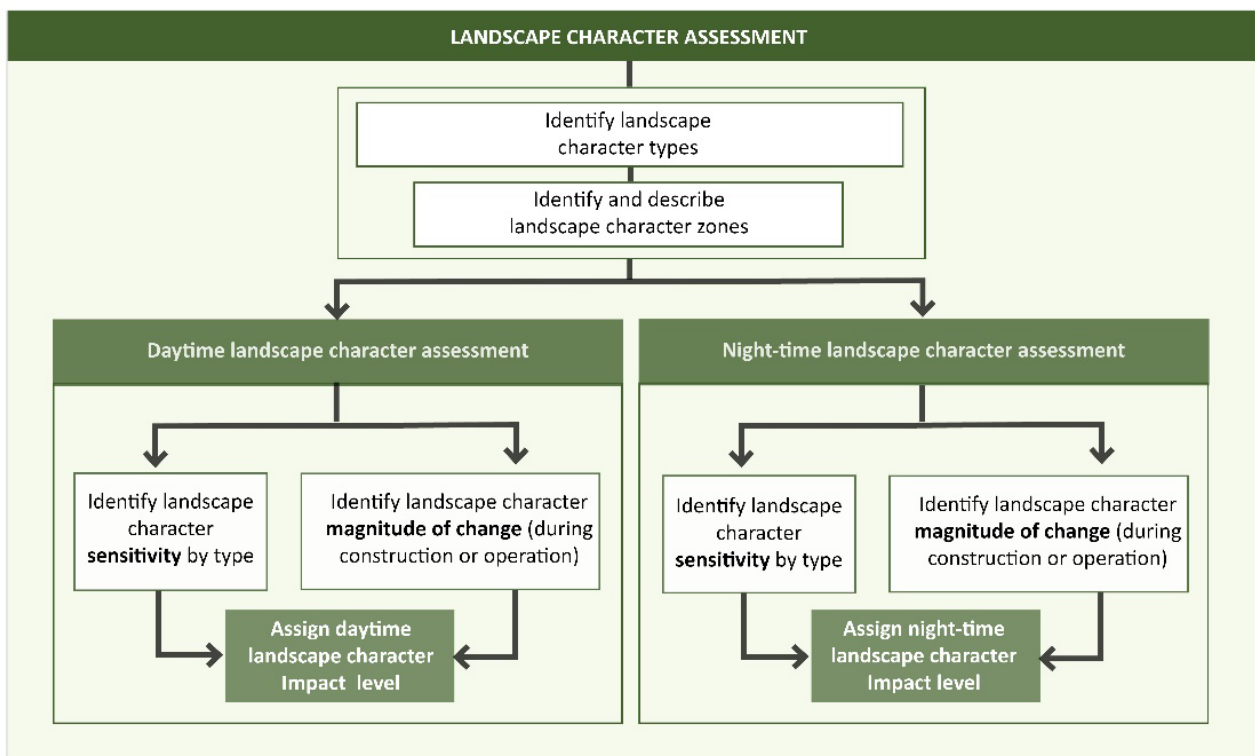 LANDSCAPE CHARACTER ASSESSMENT
Identify landscape
character types
Identify and describe
landscape character zones
Daytime landscape character assessment
Identify landscape
character
sensitivity by type
Identify landscape character
magnitude of change (during
construction or operation)
Assign daytime
landscape character
Impact level
Night-time landscape character assessment
Identify landscape
character
sensitivity by type
Identify landscape character
magnitude of change (during
construction or operation)
Assign night-time
landscape character
Impact level